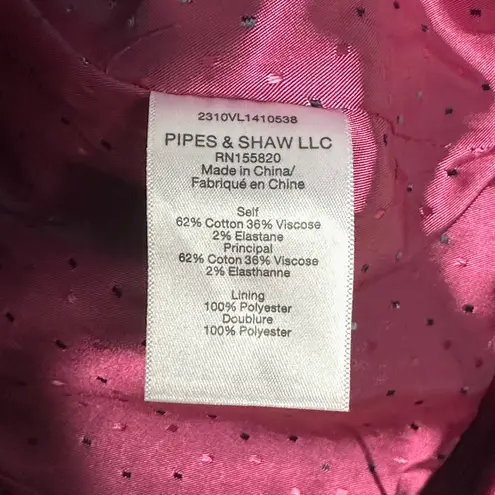 2310VL1410538
PIPES & SHAW LLC
RN155820
Made in China/
Fabriqué en Chine
Self
62% Cotton 36% Viscose
2% Elastane
Principal
62% Cotton 36% Viscose
2% Elasthanne
Lining
100% Polyester
Doublure
100% Polyester